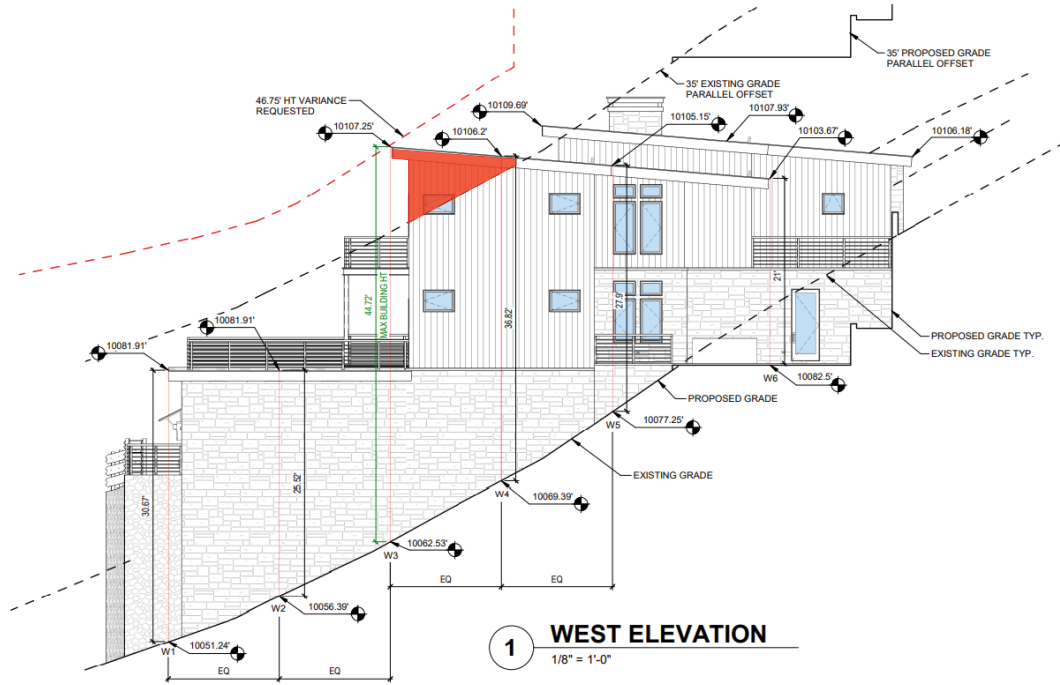 35' PROPOSED GRADE
PARALLEL OFFSET
35' EXISTING GRADE
PARALLEL OFFSET
46.75' HT VARIANCE
REQUESTED
10109.69'
10107.93'
10107.25'
10106.2'
10105.15'
10103.67'
10106.18'
44.72'
MAX BUILDING HT
36.82'
27.9'
21'
10081.91'
10081.91'
PROPOSED GRADE TYP.
EXISTING GRADE TYP.
W6
10082.5'
PROPOSED GRADE
W5
10077.25'
EXISTING GRADE
30.67'
25.52'
W4
10069.39'
W3
10062.53'
EQ
EQ
W2
10056.39'
W1
10051.24'
EQ
EQ
1
WEST ELEVATION
1/8" = 1'-0"